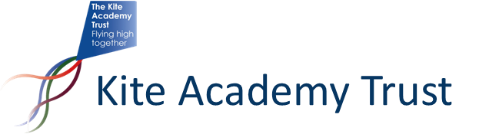 The Kite
Academy
Trust
Flying high
together
Kite Academy Trust